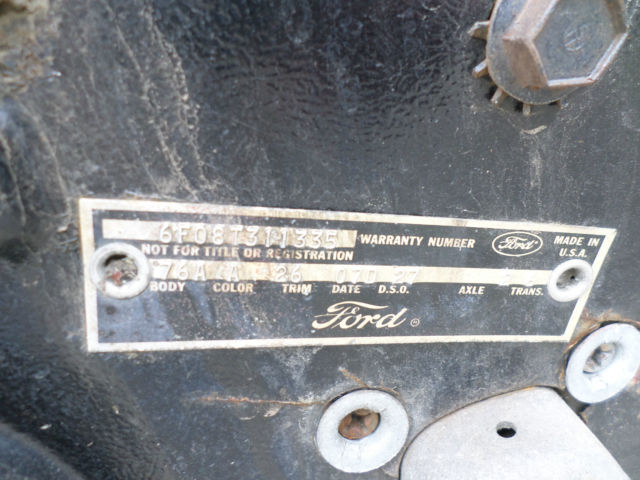 6F08T311335 WARRANTY NUMBER Ford MADE IN U.S.A.
NOT FOR TITLE OR REGISTRATION
76A A 26 07D 27
BODY COLOR TRIM DATE D.S.O. AXLE TRANS.
Ford ®